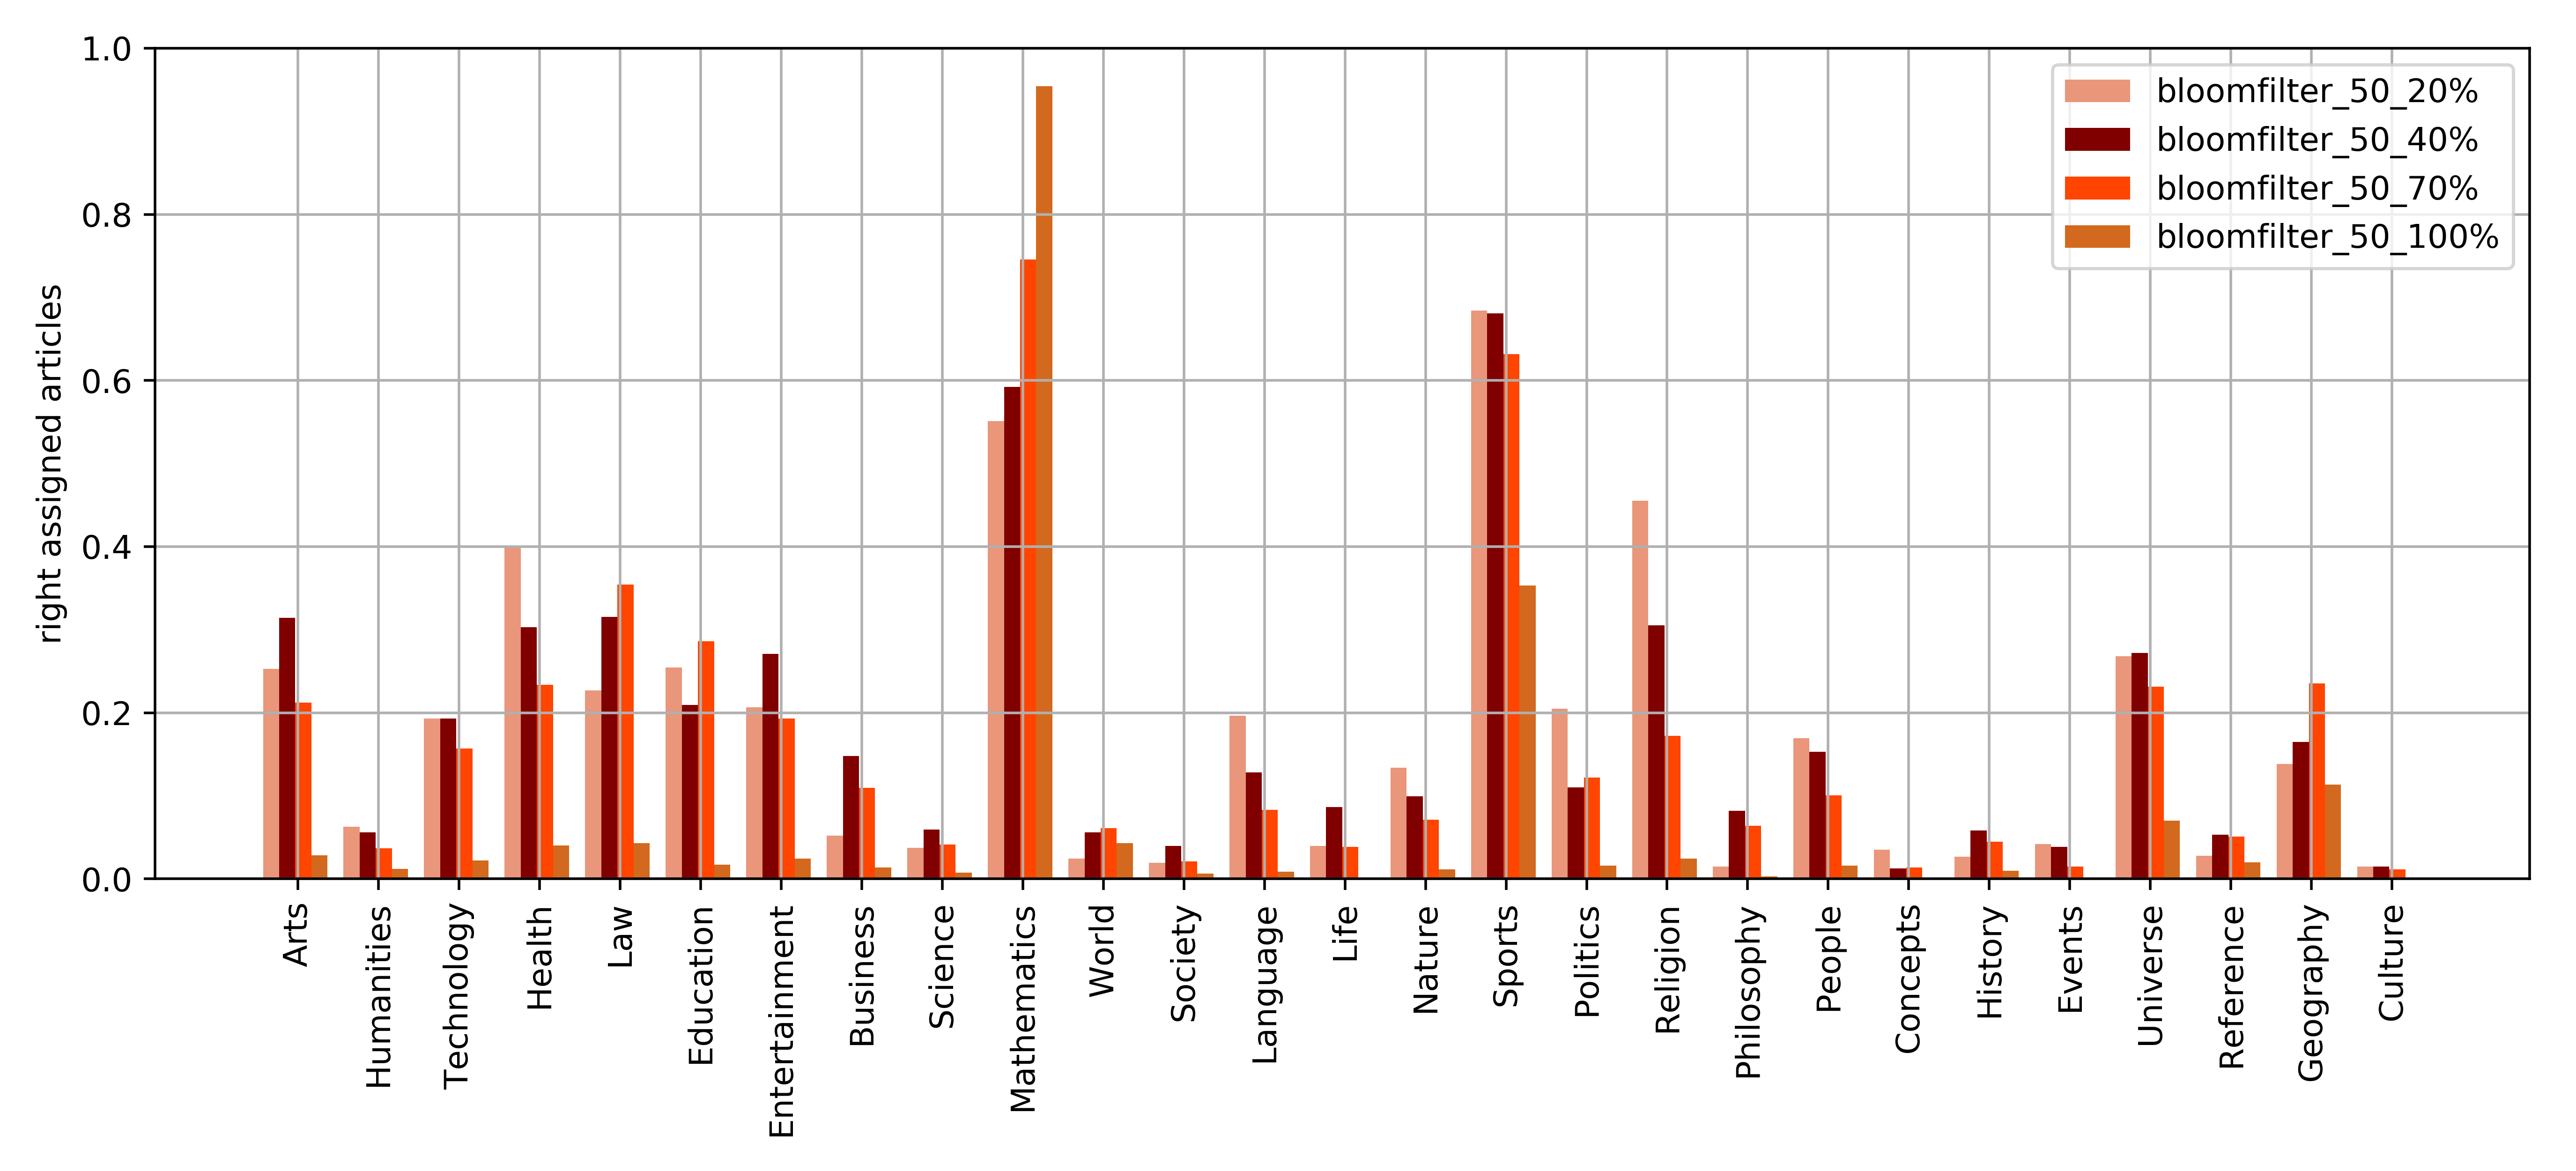 right assigned articles
1.0
0.8
0.6
0.4
0.2
0.0
bloomfilter_50_20%
bloomfilter_50_40%
bloomfilter_50_70%
bloomfilter_50_100%
Arts
Humanities
Technology
Health
Law
Education
Entertainment
Business
Science
Mathematics
World
Society
Language
Life
Nature
Sports
Politics
Religion
Philosophy
People
Concepts
History
Events
Universe
Reference
Geography
Culture